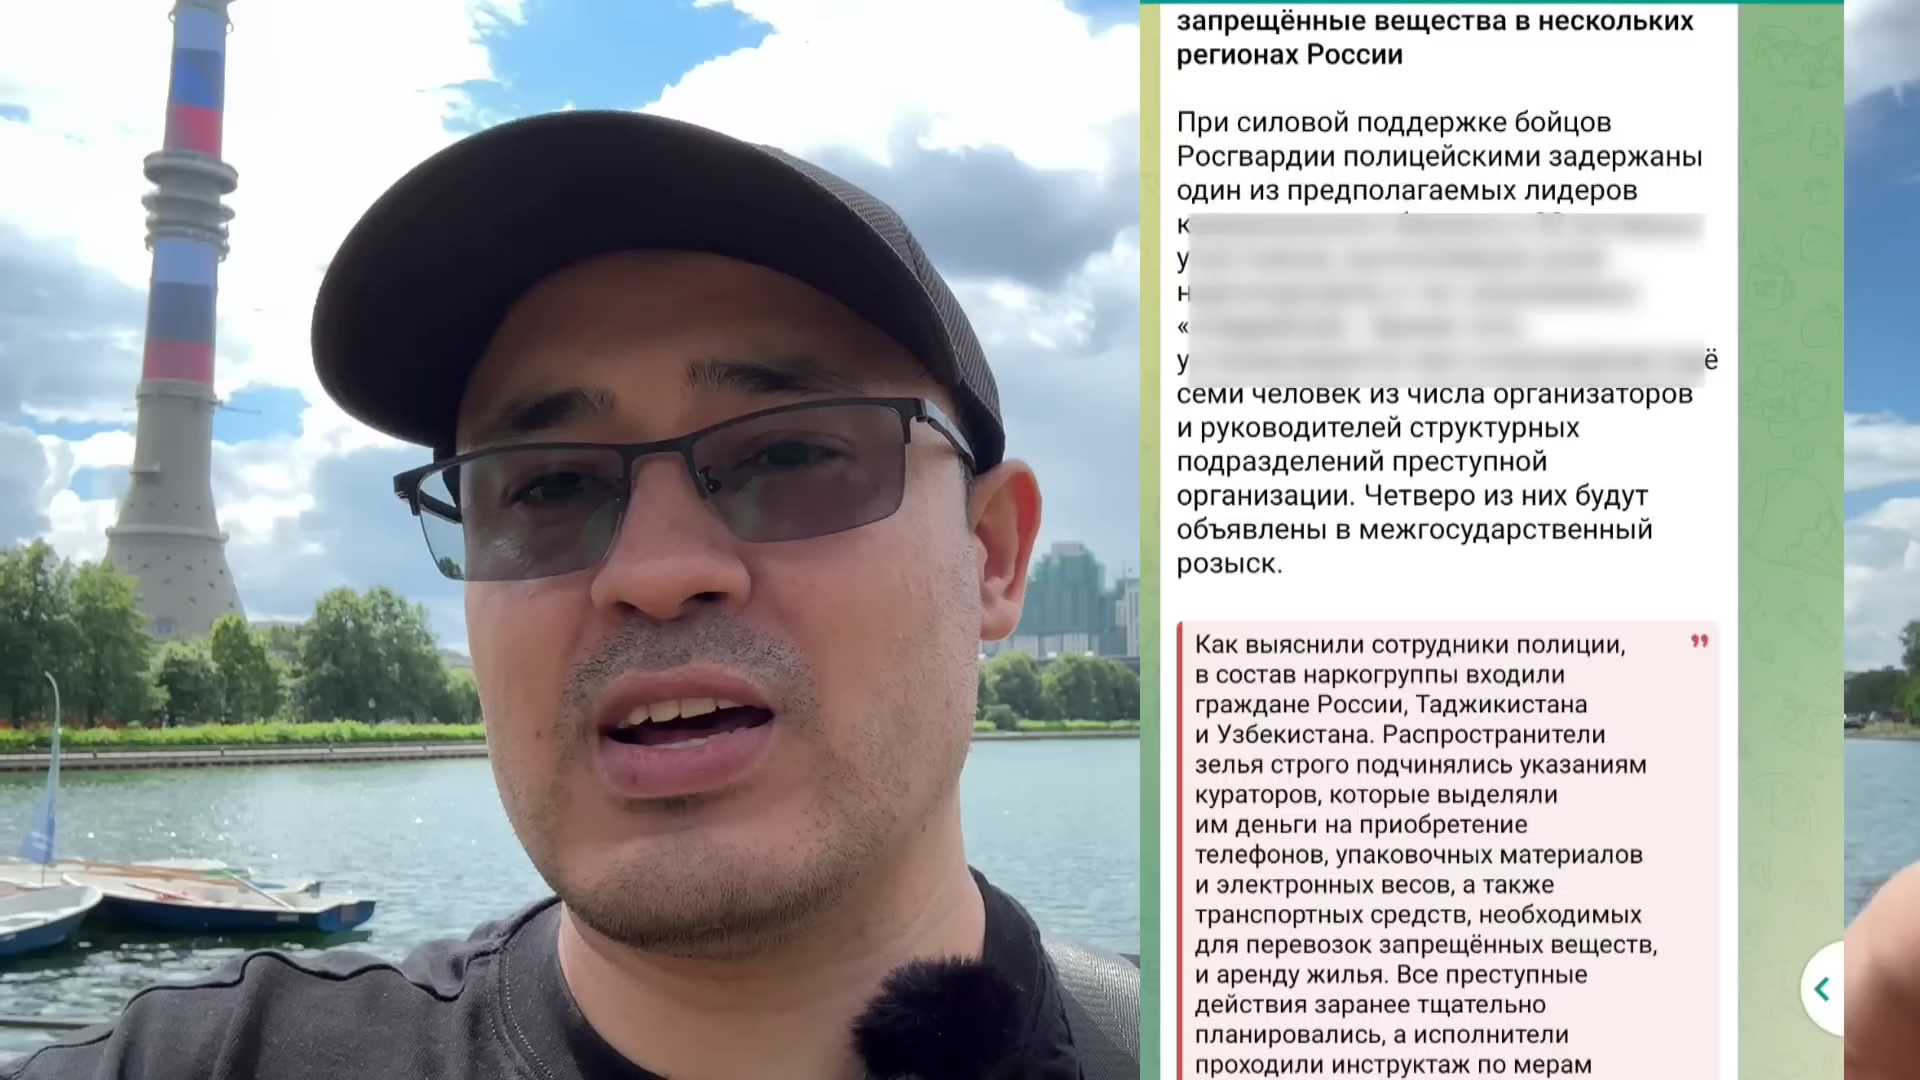 запрещённые вещества в нескольких
регионах России
При силовой поддержке бойцов
Росгвардии полицейскими задержаны
один из предполагаемых лидеров
семи человек из числа организаторов
и руководителей структурных
подразделений преступной
организации. Четверо из них будут
объявлены в межгосударственный
розыск.
Как выяснили сотрудники полиции,
в состав наркогруппы входили
граждане России, Таджикистана
и Узбекистана. Распространители
зелья строго подчинялись указаниям
кураторов, которые выделяли
им деньги на приобретение
телефонов, упаковочных материалов
и электронных весов, а также
транспортных средств, необходимых
для перевозок запрещённых веществ,
и аренду жилья. Все преступные
действия заранее тщательно
планировались, а исполнители
проходили инструктаж по мерам